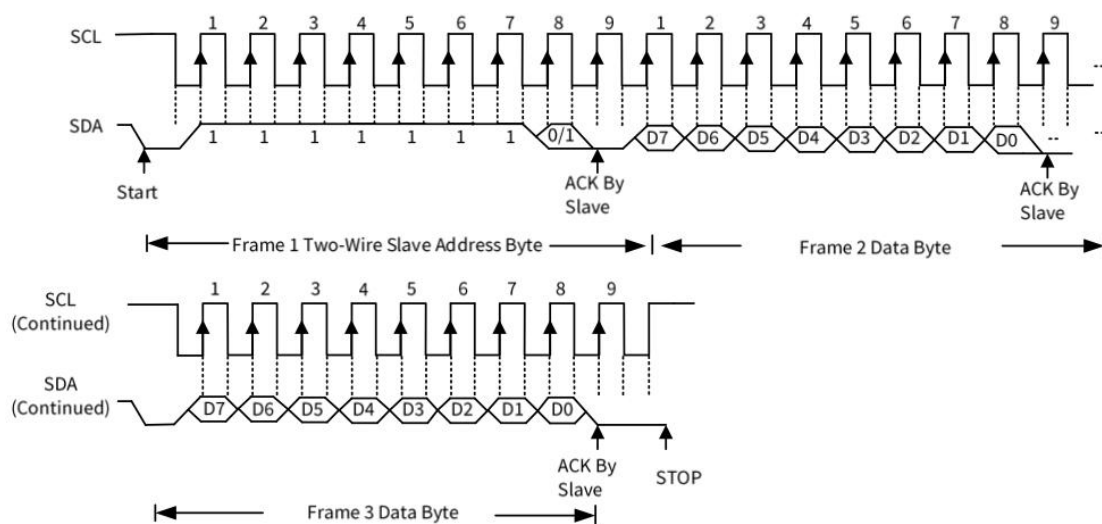 1 2 3 4 5 6 7 8 9 1 2 3 4 5 6 7 8 9
SCL
SDA
1 1 1 1 1 1 1 0/1 D7 D6 D5 D4 D3 D2 D1 D0 --
Start
ACK By
Slave
ACK By
Slave
Frame 1 Two-Wire Slave Address Byte
Frame 2 Data Byte
1 2 3 4 5 6 7 8 9
SCL
(Continued)
SDA
(Continued)
D7 D6 D5 D4 D3 D2 D1 D0
ACK By
Slave
STOP
Frame 3 Data Byte